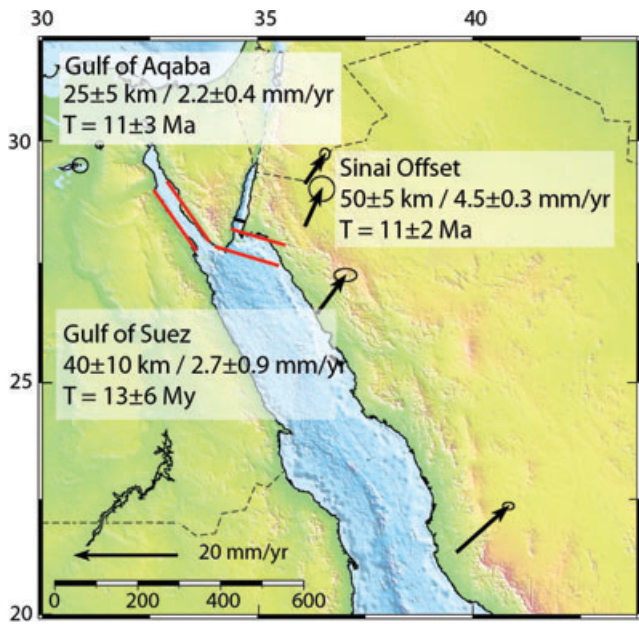 30 35 40
Gulf of Aqaba
25±5 km / 2.2±0.4 mm/yr
T = 11±3 Ma
30
Sinai Offset
50±5 km / 4.5±0.3 mm/yr
T = 11±2 Ma
Gulf of Suez
40±10 km / 2.7±0.9 mm/yr
T = 13±6 My
25
20 mm/yr
0 200 400 600
20